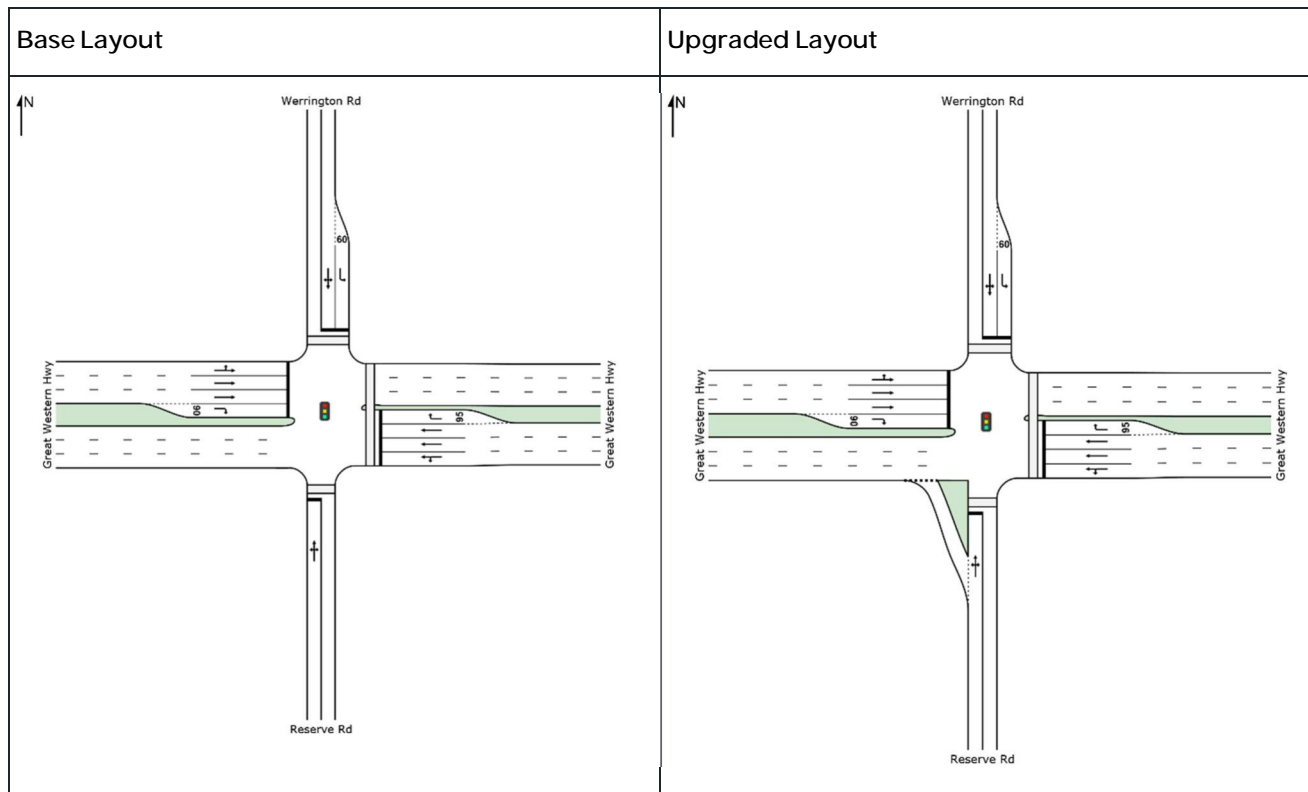 Base Layout
Upgraded Layout
N
Werrington Rd
60
Great Western Hwy
90
95
Great Western Hwy
Reserve Rd
N
Werrington Rd
60
Great Western Hwy
90
95
Great Western Hwy
Reserve Rd